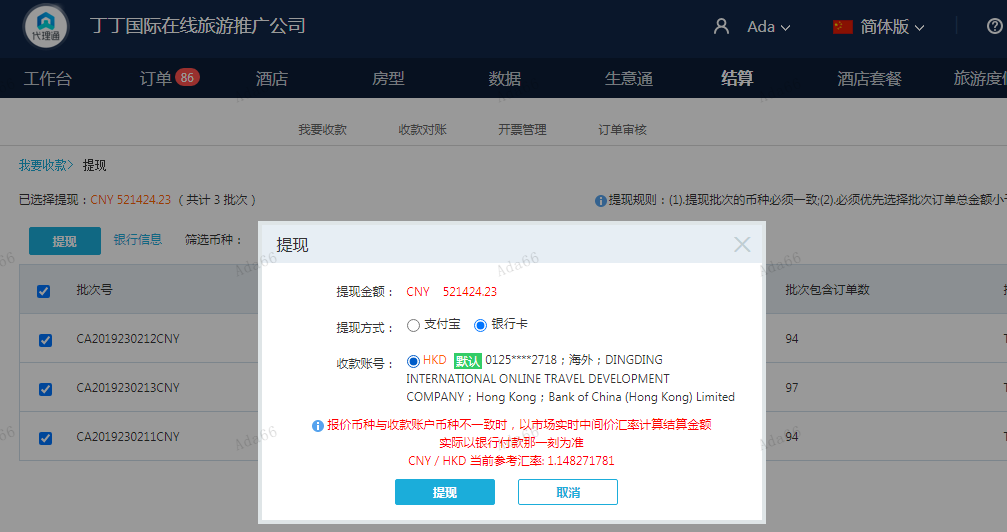 代理通
丁丁国际在线旅游推广公司
Ada
简体版
工作台
订单 86
酒店
房型
数据
生意通
结算
酒店套餐
旅游度
我要收款
收款对账
开票管理
订单审核
我要收款> 提现
已选择提现：CNY 521424.23 （ 共计 3 批次 ）
提现规则：(1).提现批次的币种必须一致;(2).必须优先选择批次订单总金额小
提现
银行信息
筛选币种：
批次号
批次包含订单数
CA2019230212CNY
94
CA2019230213CNY
97
CA2019230211CNY
94
提现
提现金额： CNY 521424.23
提现方式： 支付宝 银行卡
收款账号： HKD 默认 0125****2718；海外；DINGDING
INTERNATIONAL ONLINE TRAVEL DEVELOPMENT
COMPANY；Hong Kong；Bank of China (Hong Kong) Limited
报价币种与收款账户币种不一致时，以市场实时中间价汇率计算结算金额
实际以银行付款那一刻为准
CNY / HKD 当前参考汇率: 1.148271781
提现
取消
Ada66
Ada66
Ada66
Ada66
Ada66